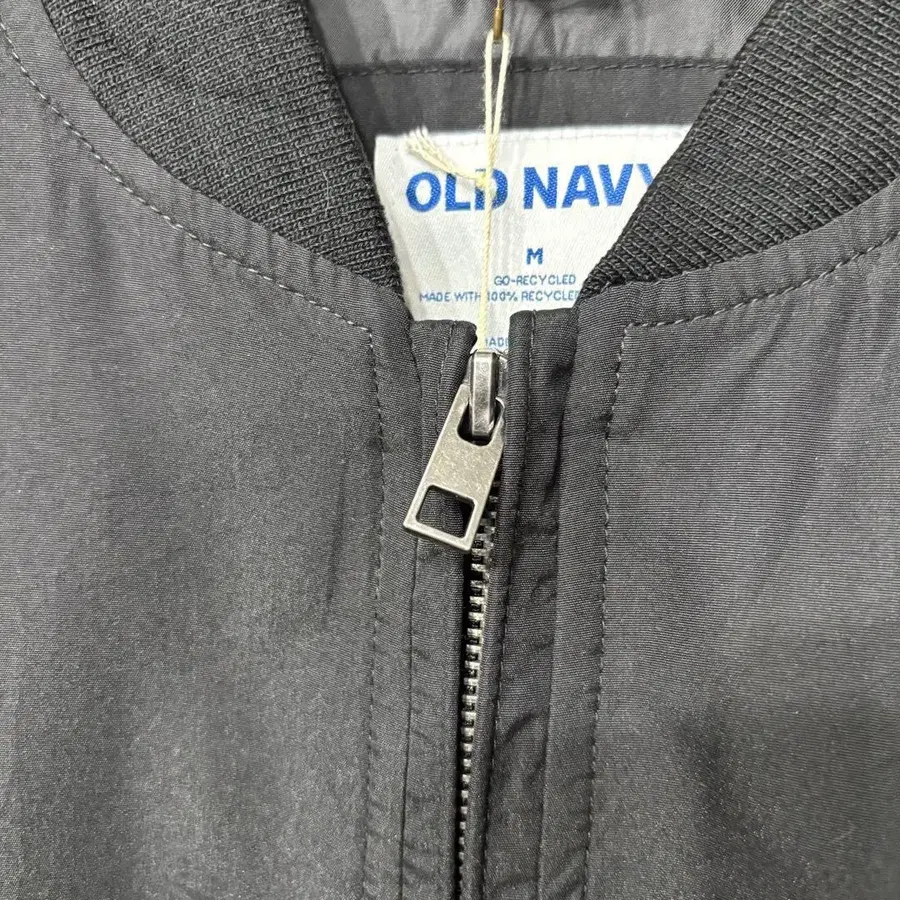 OLD NAVY
M
GO-RECYCLED
MADE WITH 100% RECYCLED